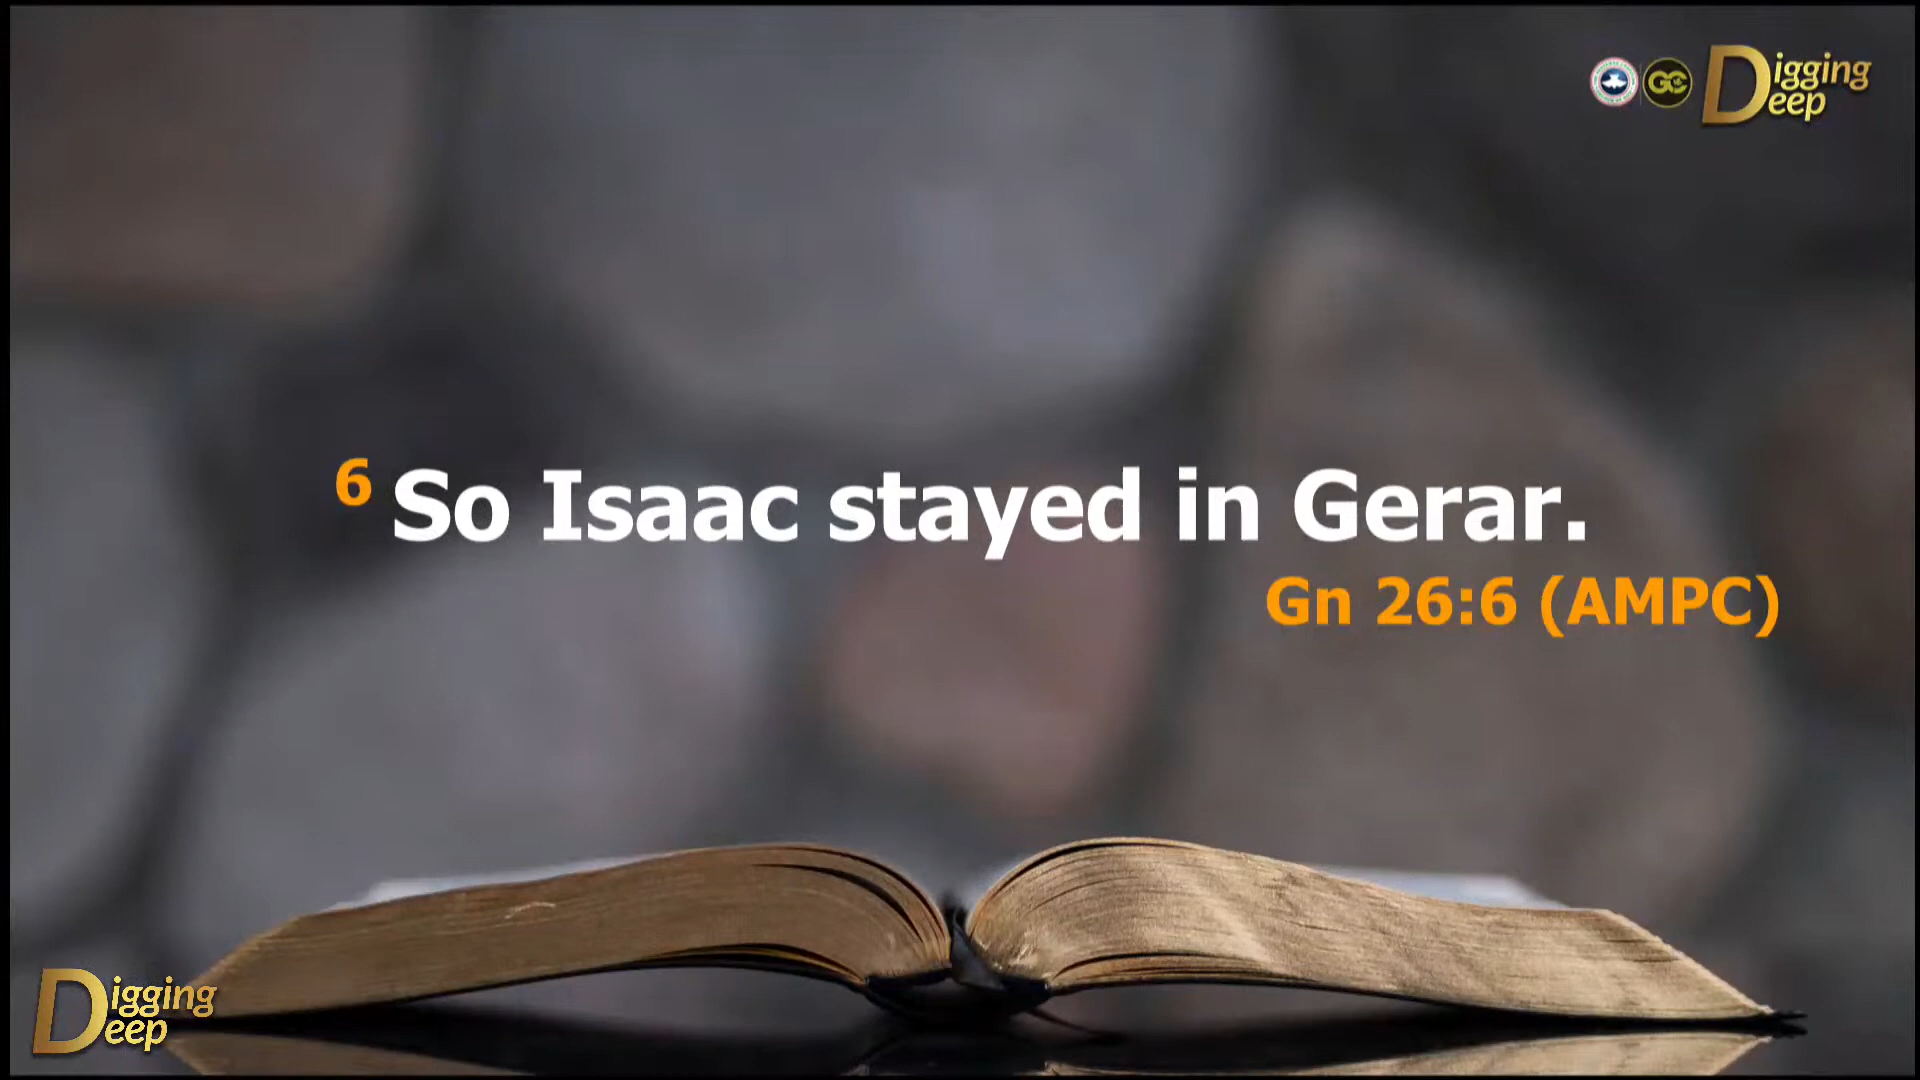 Digging
Deep
6 So Isaac stayed in Gerar.
Gn 26:6 (AMPC)
Digging
Deep